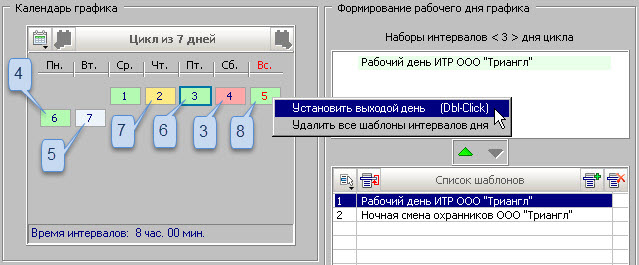 Календарь графика
Цикл из 7 дней
Пн. Вт. Ср. Чт. Пт. Сб. Вс.
4
1 2 3 4 5
6 7
5 7 6 3 8
Время интервалов: 8 час. 00 мин.
Формирование рабочего дня графика
Наборы интервалов < 3 > дня цикла
Рабочий день ИТР ООО "Триангл"
Установить выходой день (Dbl-Click)
Удалить все шаблоны интервалов дня
Список шаблонов
1 Рабочий день ИТР ООО "Триангл"
2 Ночная смена охранников ООО "Триангл"